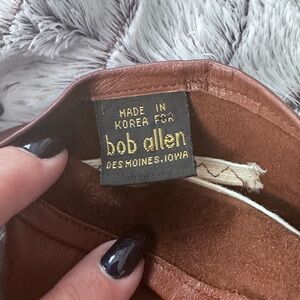 MADE IN
KOREA FOR
bob allen
DES MOINES, IOWA